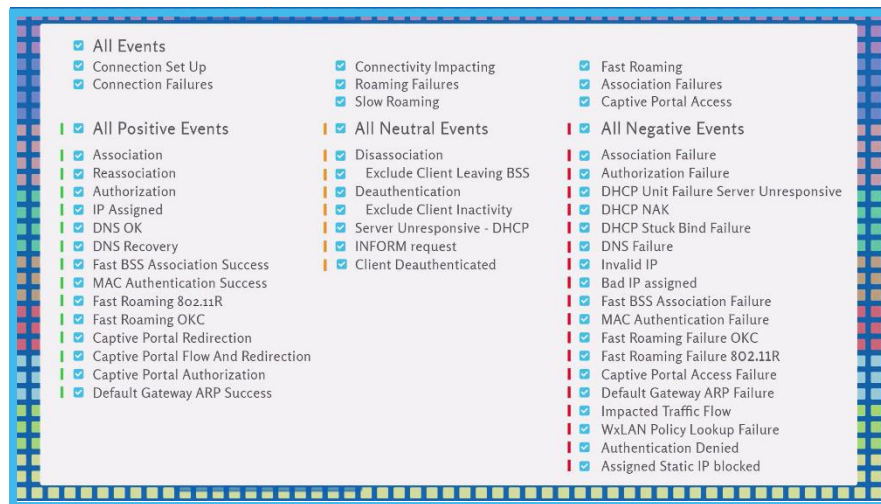 All Events
Connection Set Up
Connection Failures
Connectivity Impacting
Roaming Failures
Slow Roaming
Fast Roaming
Association Failures
Captive Portal Access
All Positive Events
Association
Reassociation
Authorization
IP Assigned
DNS OK
DNS Recovery
Fast BSS Association Success
MAC Authentication Success
Fast Roaming 802.11R
Fast Roaming OKC
Captive Portal Redirection
Captive Portal Flow And Redirection
Captive Portal Authorization
Default Gateway ARP Success
All Neutral Events
Disassociation
Exclude Client Leaving BSS
Deauthentication
Exclude Client Inactivity
Server Unresponsive - DHCP
INFORM request
Client Deauthenticated
All Negative Events
Association Failure
Authorization Failure
DHCP Unit Failure Server Unresponsive
DHCP NAK
DHCP Stuck Bind Failure
DNS Failure
Invalid IP
Bad IP assigned
Fast BSS Association Failure
MAC Authentication Failure
Fast Roaming Failure OKC
Fast Roaming Failure 802.11R
Captive Portal Access Failure
Default Gateway ARP Failure
Impacted Traffic Flow
WxLAN Policy Lookup Failure
Authentication Denied
Assigned Static IP blocked